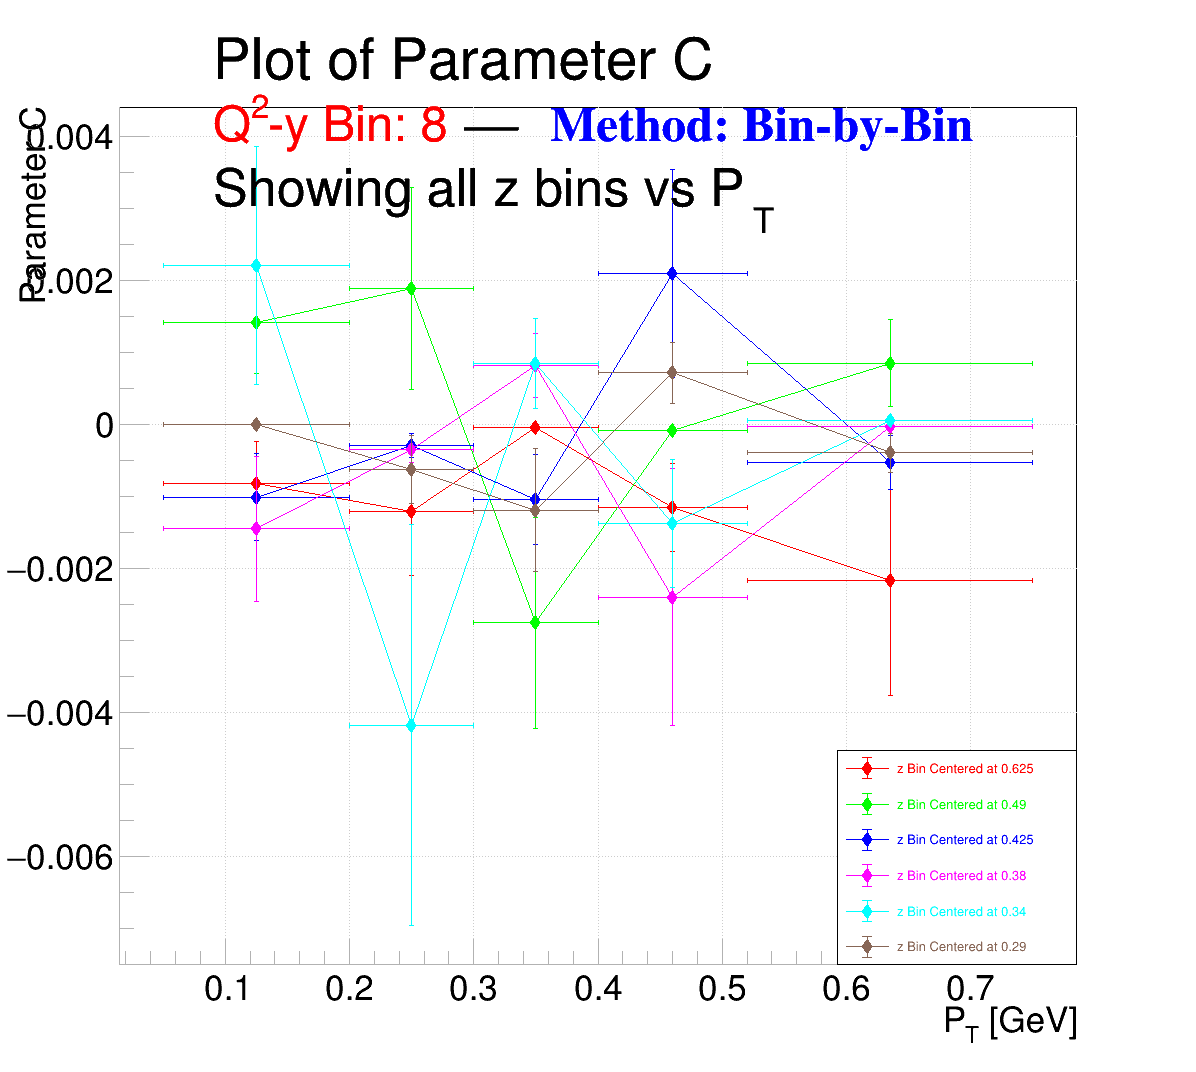 Plot of Parameter C
Q²-y Bin: 8 — Method: Bin-by-Bin
Showing all z bins vs P_T
Parameter C
0.004
0.002
0
−0.002
−0.004
−0.006
z Bin Centered at 0.625
z Bin Centered at 0.49
z Bin Centered at 0.425
z Bin Centered at 0.38
z Bin Centered at 0.34
z Bin Centered at 0.29
0.1 0.2 0.3 0.4 0.5 0.6 0.7
P_T [GeV]